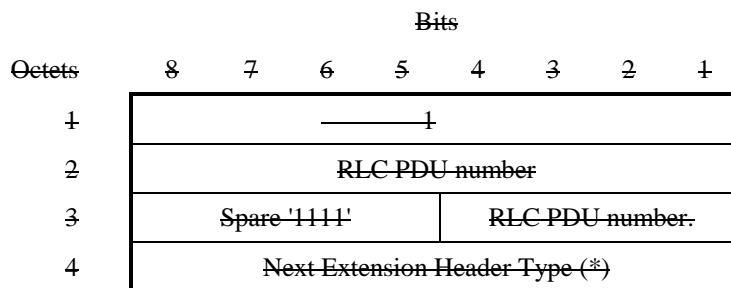 Bits
Octets 8 7 6 5 4 3 2 1
1 1
2 RLC PDU number
3 Spare '1111' RLC PDU number.
4 Next Extension Header Type (*)